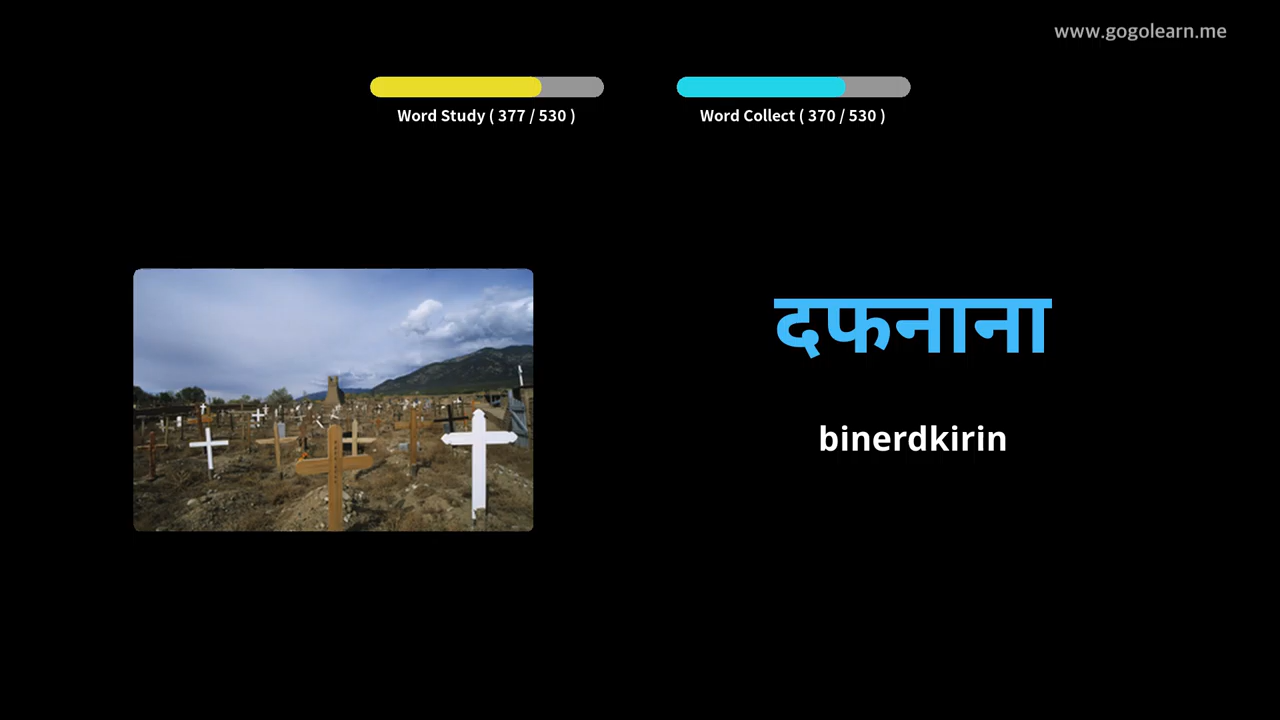 www.gogolearn.me
Word Study ( 377 / 530 )
Word Collect ( 370 / 530 )
दफनाना
binerdkirin